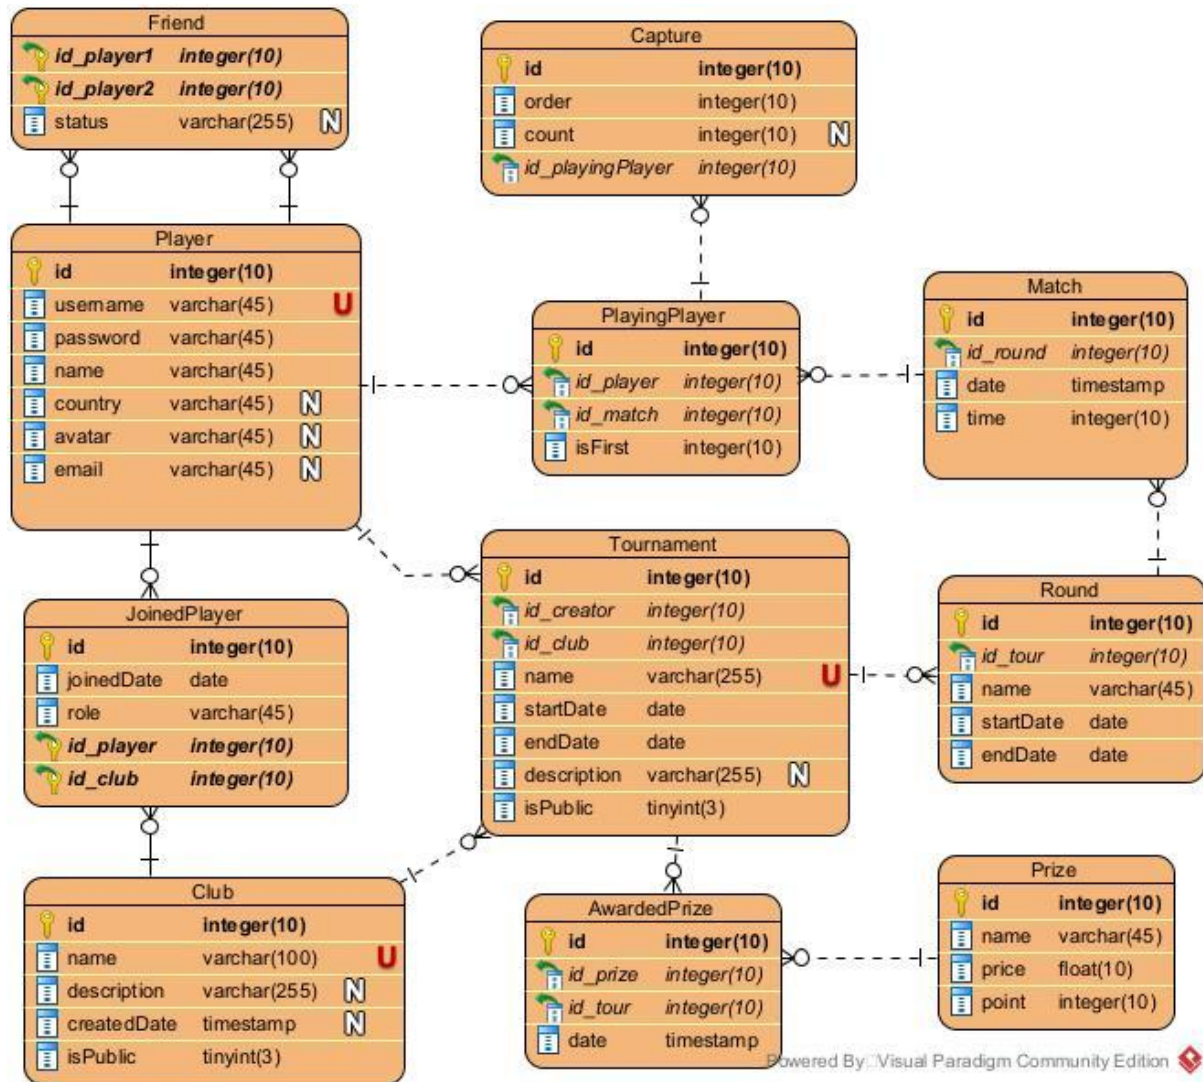 Friend
id_player1 integer(10)
id_player2 integer(10)
status varchar(255) N
Capture
id integer(10)
order integer(10)
count integer(10) N
id_playingPlayer integer(10)
Player
id integer(10)
username varchar(45) U
password varchar(45)
name varchar(45)
country varchar(45) N
avatar varchar(45) N
email varchar(45) N
PlayingPlayer
id integer(10)
id_player integer(10)
id_match integer(10)
isFirst integer(10)
Match
id integer(10)
id_round integer(10)
date timestamp
time integer(10)
JoinedPlayer
id integer(10)
joinedDate date
role varchar(45)
id_player integer(10)
id_club integer(10)
Tournament
id integer(10)
id_creator integer(10)
id_club integer(10)
name varchar(255) U
startDate date
endDate date
description varchar(255) N
isPublic tinyint(3)
Round
id integer(10)
id_tour integer(10)
name varchar(45)
startDate date
endDate date
Club
id integer(10)
name varchar(100) U
description varchar(255) N
createdDate timestamp N
isPublic tinyint(3)
AwardedPrize
id integer(10)
id_prize integer(10)
id_tour integer(10)
date timestamp
Prize
id integer(10)
name varchar(45)
price float(10)
point integer(10)
Powered By Visual Paradigm Community Edition